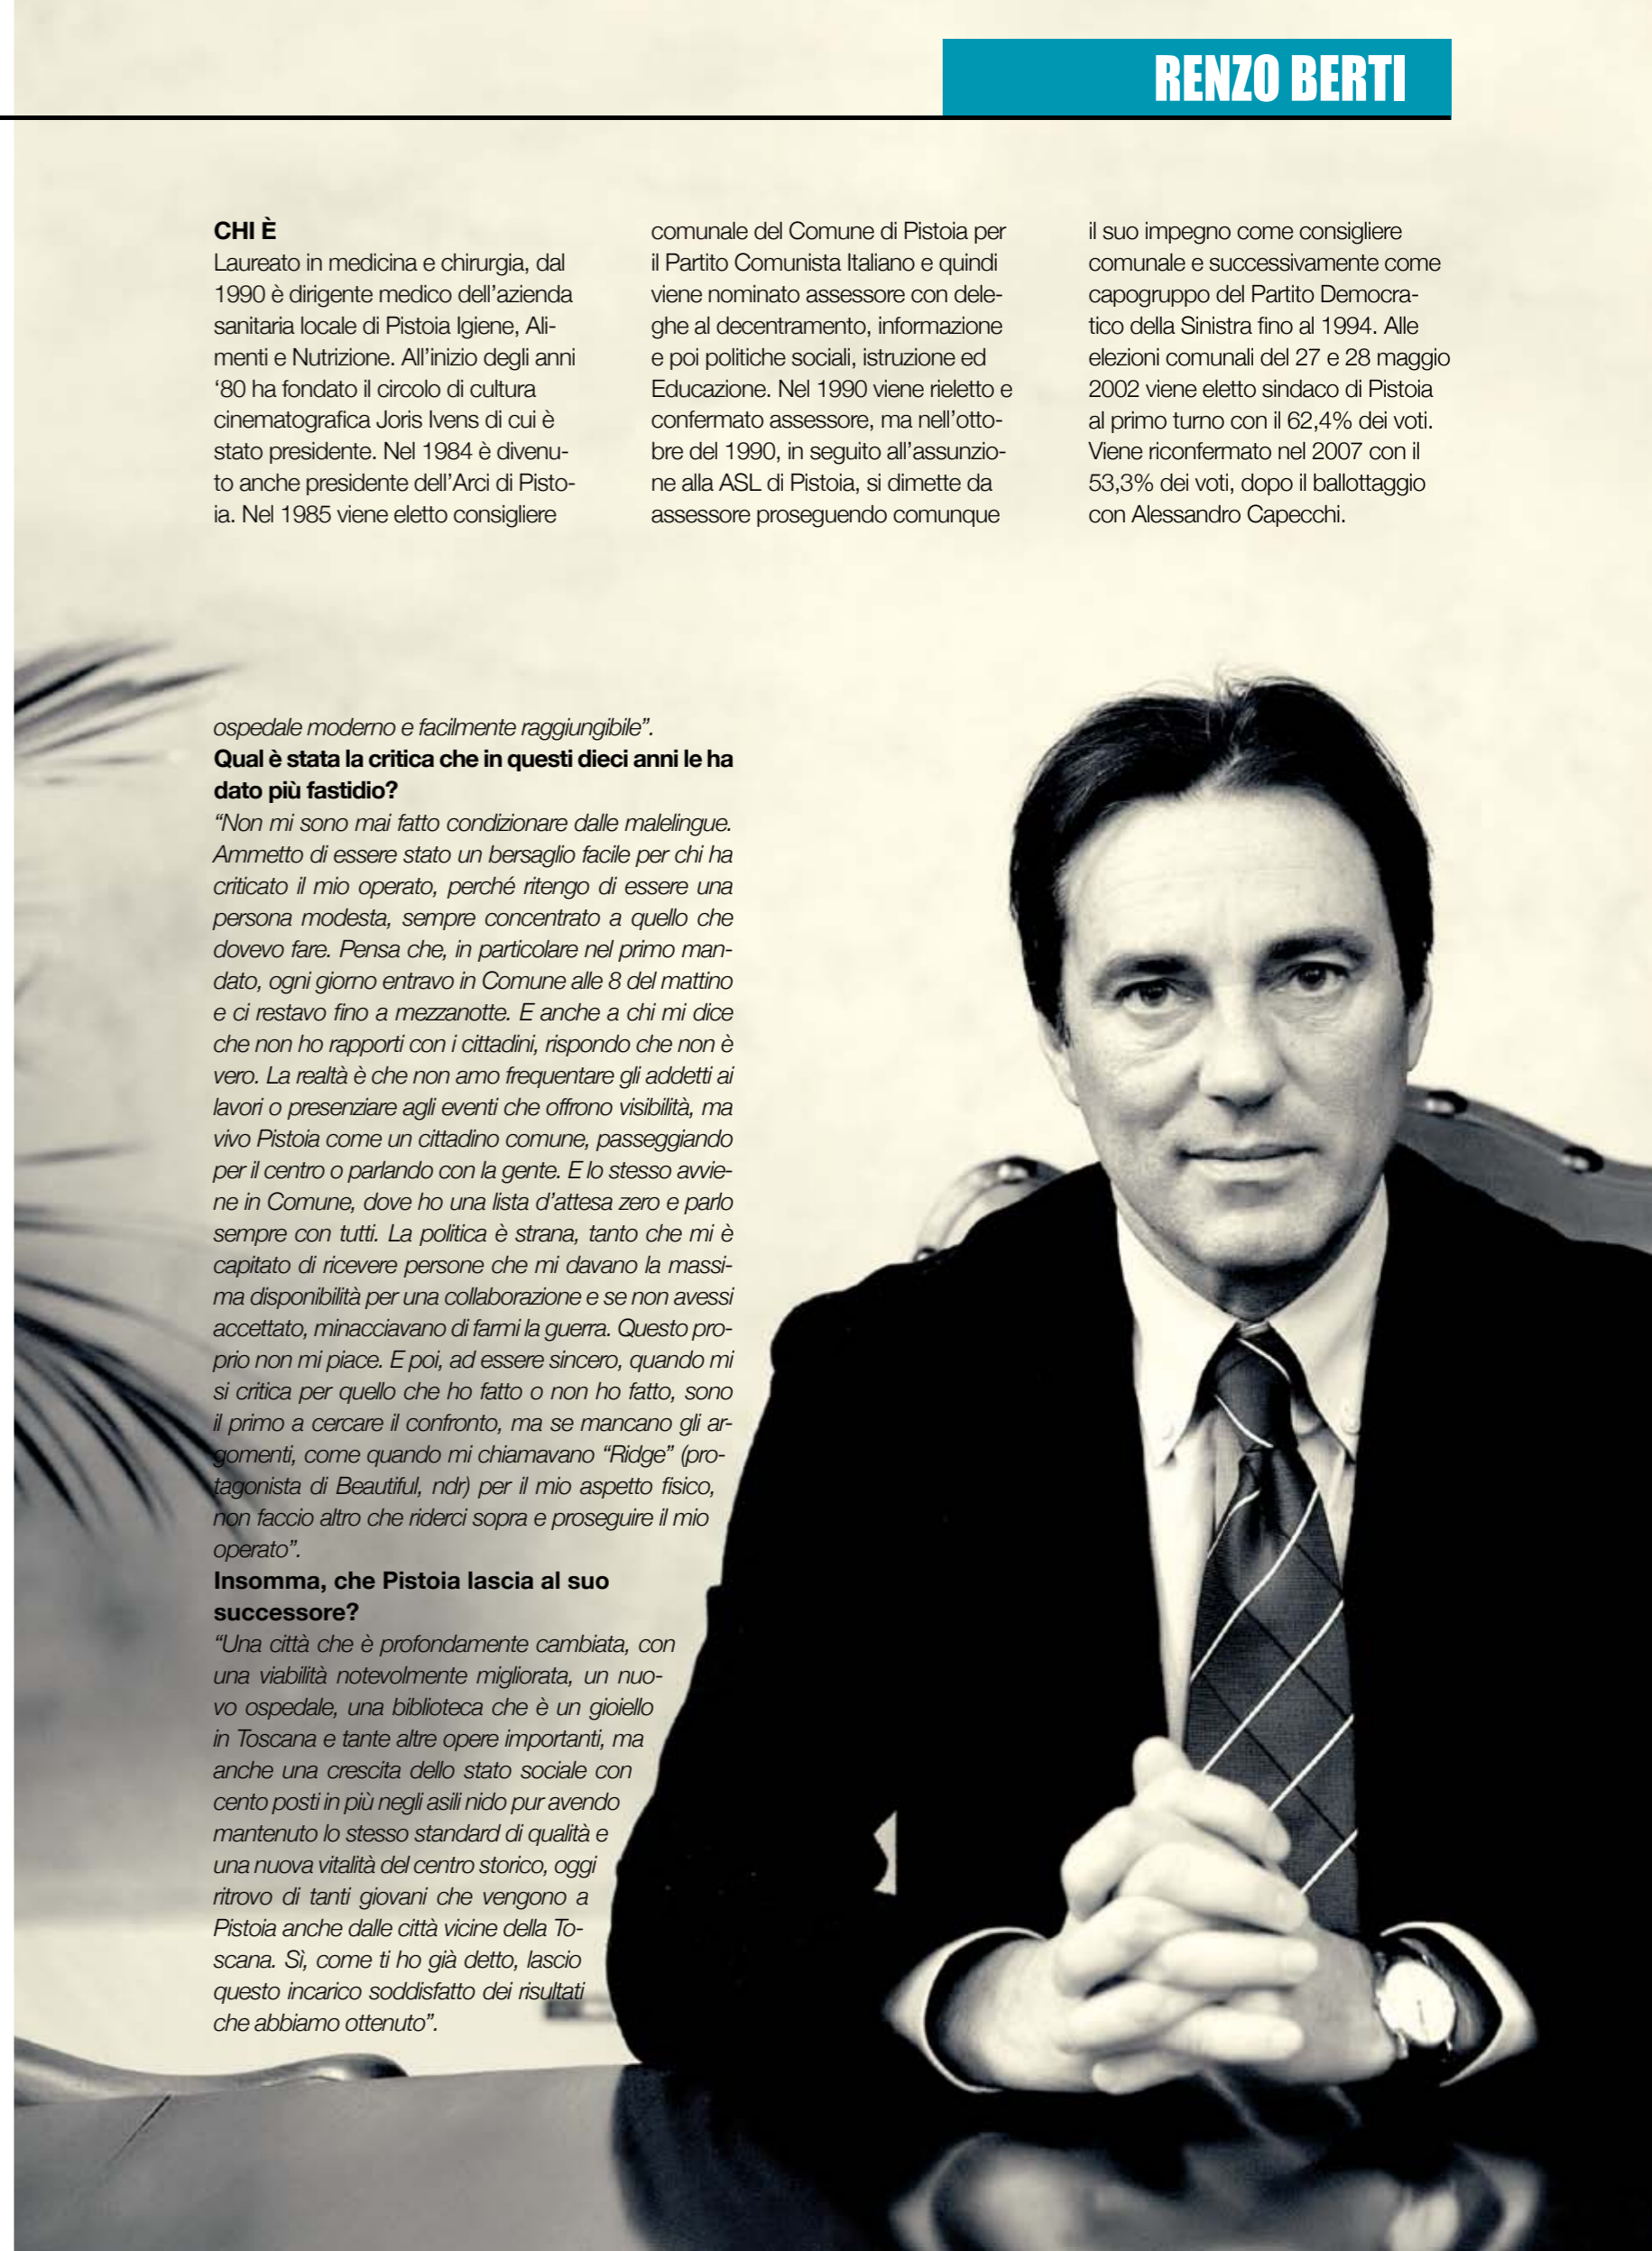 RENZO BERTI
CHI È
Laureato in medicina e chirurgia, dal
1990 è dirigente medico dell'azienda
sanitaria locale di Pistoia Igiene, Ali-
menti e Nutrizione. All'inizio degli anni
‘80 ha fondato il circolo di cultura
cinematografica Joris Ivens di cui è
stato presidente. Nel 1984 è divenu-
to anche presidente dell'Arci di Pisto-
ia. Nel 1985 viene eletto consigliere
comunale del Comune di Pistoia per
il Partito Comunista Italiano e quindi
viene nominato assessore con dele-
ghe al decentramento, informazione
e poi politiche sociali, istruzione ed
Educazione. Nel 1990 viene rieletto e
confermato assessore, ma nell'otto-
bre del 1990, in seguito all'assunzio-
ne alla ASL di Pistoia, si dimette da
assessore proseguendo comunque
il suo impegno come consigliere
comunale e successivamente come
capogruppo del Partito Democra-
tico della Sinistra fino al 1994. Alle
elezioni comunali del 27 e 28 maggio
2002 viene eletto sindaco di Pistoia
al primo turno con il 62,4% dei voti.
Viene riconfermato nel 2007 con il
53,3% dei voti, dopo il ballottaggio
con Alessandro Capecchi.
ospedale moderno e facilmente raggiungibile”.
Qual è stata la critica che in questi dieci anni le ha
dato più fastidio?
“Non mi sono mai fatto condizionare dalle malelingue.
Ammetto di essere stato un bersaglio facile per chi ha
criticato il mio operato, perché ritengo di essere una
persona modesta, sempre concentrato a quello che
dovevo fare. Pensa che, in particolare nel primo man-
dato, ogni giorno entravo in Comune alle 8 del mattino
e ci restavo fino a mezzanotte. E anche a chi mi dice
che non ho rapporti con i cittadini, rispondo che non è
vero. La realtà è che non amo frequentare gli addetti ai
lavori o presenziare agli eventi che offrono visibilità, ma
vivo Pistoia come un cittadino comune, passeggiando
per il centro o parlando con la gente. E lo stesso avvie-
ne in Comune, dove ho una lista d'attesa zero e parlo
sempre con tutti. La politica è strana, tanto che mi è
capitato di ricevere persone che mi davano la massi-
ma disponibilità per una collaborazione e se non avessi
accettato, minacciavano di farmi la guerra. Questo pro-
prio non mi piace. E poi, ad essere sincero, quando mi
si critica per quello che ho fatto o non ho fatto, sono
il primo a cercare il confronto, ma se mancano gli ar-
gomenti, come quando mi chiamavano “Ridge” (pro-
tagonista di Beautiful, ndr) per il mio aspetto fisico,
non faccio altro che riderci sopra e proseguire il mio
operato”.
Insomma, che Pistoia lascia al suo
successore?
“Una città che è profondamente cambiata, con
una viabilità notevolmente migliorata, un nuo-
vo ospedale, una biblioteca che è un gioiello
in Toscana e tante altre opere importanti, ma
anche una crescita dello stato sociale con
cento posti in più negli asili nido pur avendo
mantenuto lo stesso standard di qualità e
una nuova vitalità del centro storico, oggi
ritrovo di tanti giovani che vengono a
Pistoia anche dalle città vicine della To-
scana. Sì, come ti ho già detto, lascio
questo incarico soddisfatto dei risultati
che abbiamo ottenuto”.